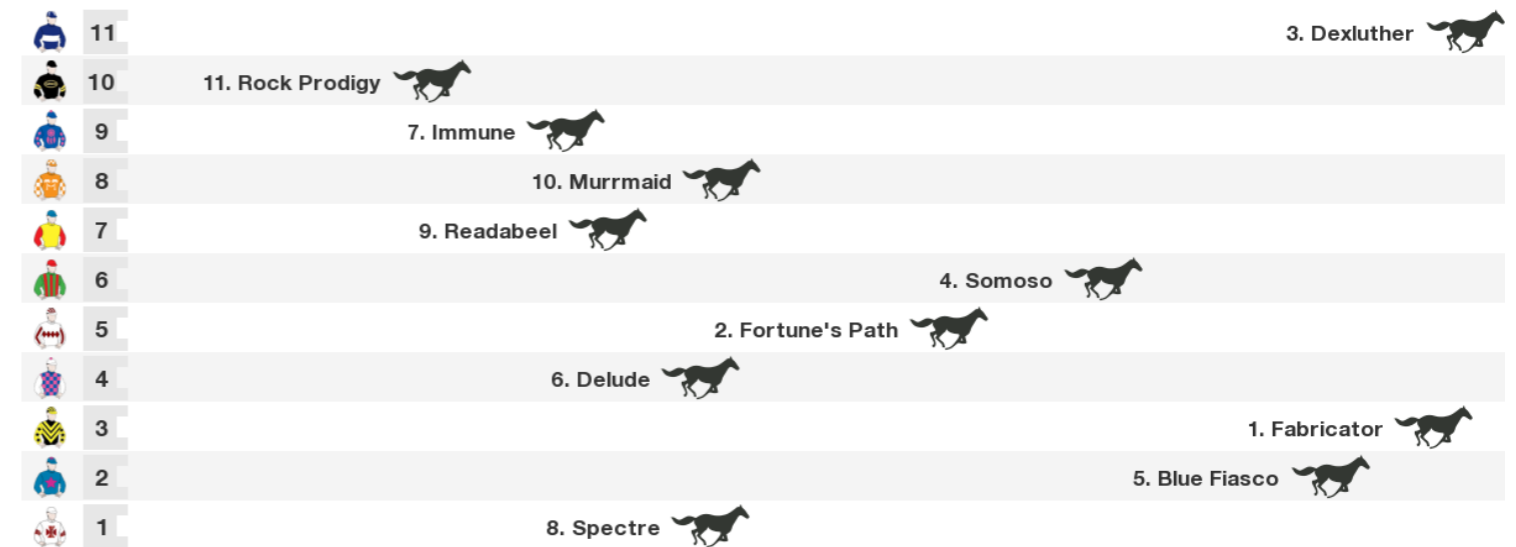 11 3. Dexluther
10 11. Rock Prodigy
9 7. Immune
8 10. Murrmaid
7 9. Readabeel
6 4. Somoso
5 2. Fortune's Path
4 6. Delude
3 1. Fabricator
2 5. Blue Fiasco
1 8. Spectre